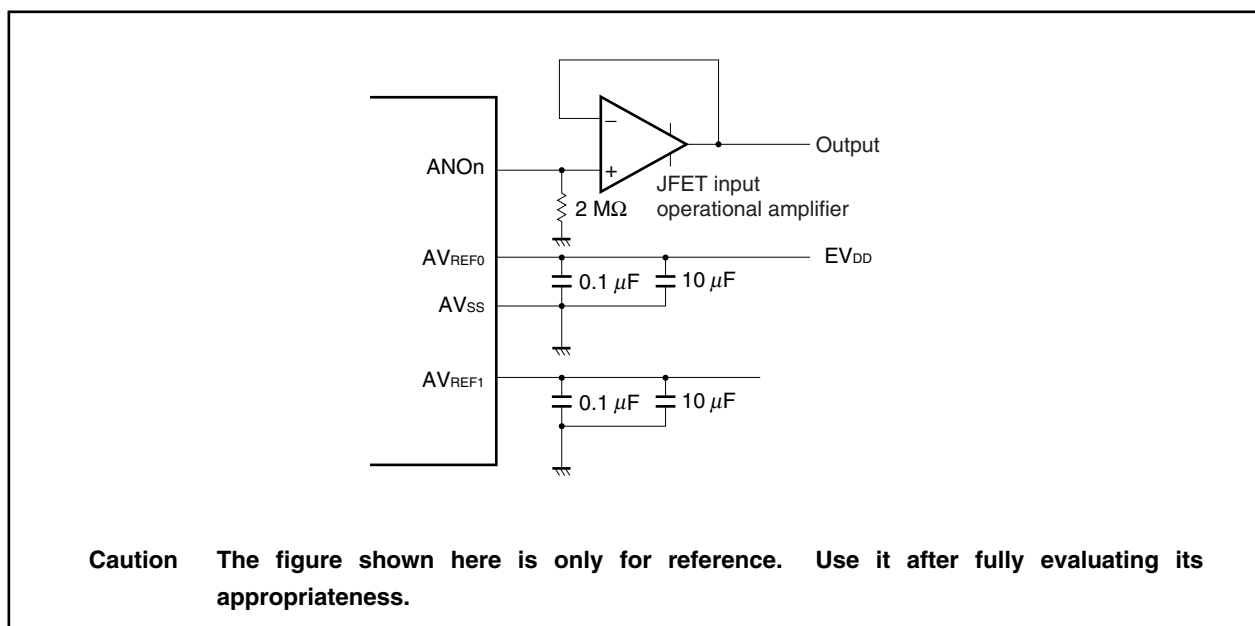 −
ANOn
+
Output
JFET input
operational amplifier
2 MΩ
AVREF0
EVDD
0.1 μF
10 μF
AVSS
AVREF1
0.1 μF
10 μF
Caution The figure shown here is only for reference. Use it after fully evaluating its
appropriateness.